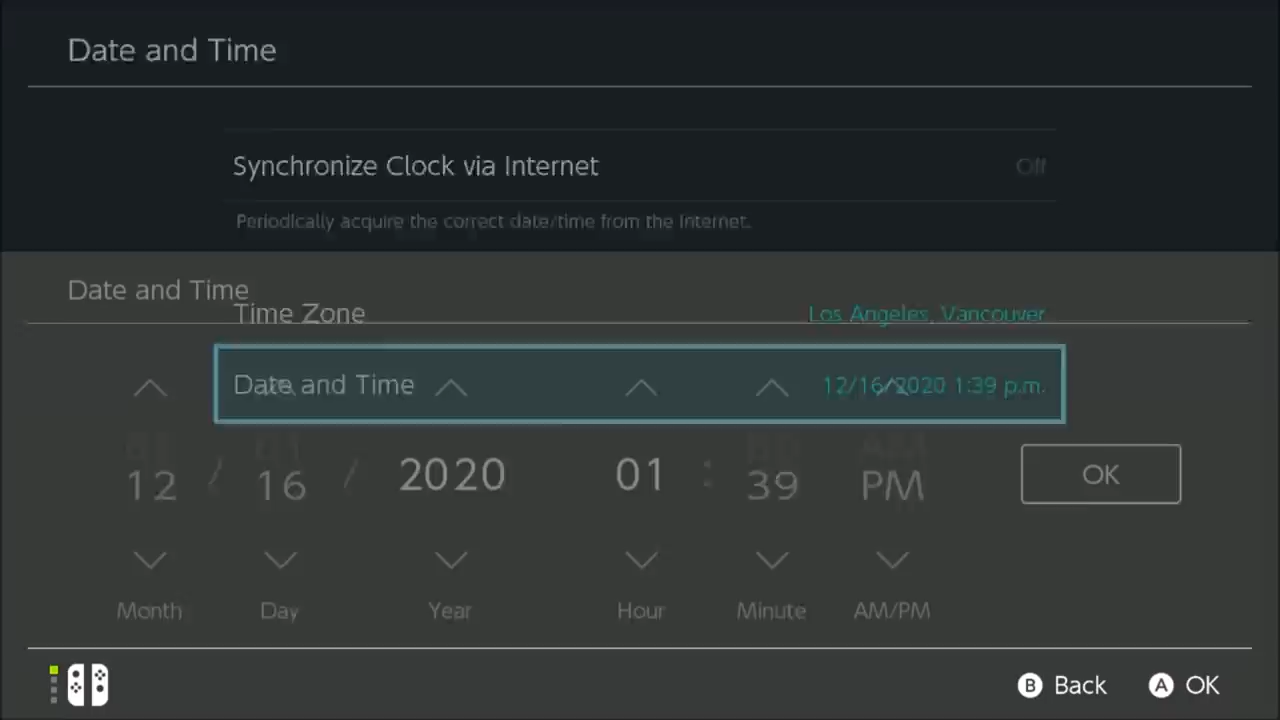 Date and Time
Synchronize Clock via Internet Off
Periodically acquire the correct date/time from the Internet.
Date and Time
Time Zone Los Angeles, Vancouver
Date and Time 12/16/2020 1:39 p.m.
12 / 16 / 2020 01 : 39 PM OK
Month Day Year Hour Minute AM/PM
B Back A OK